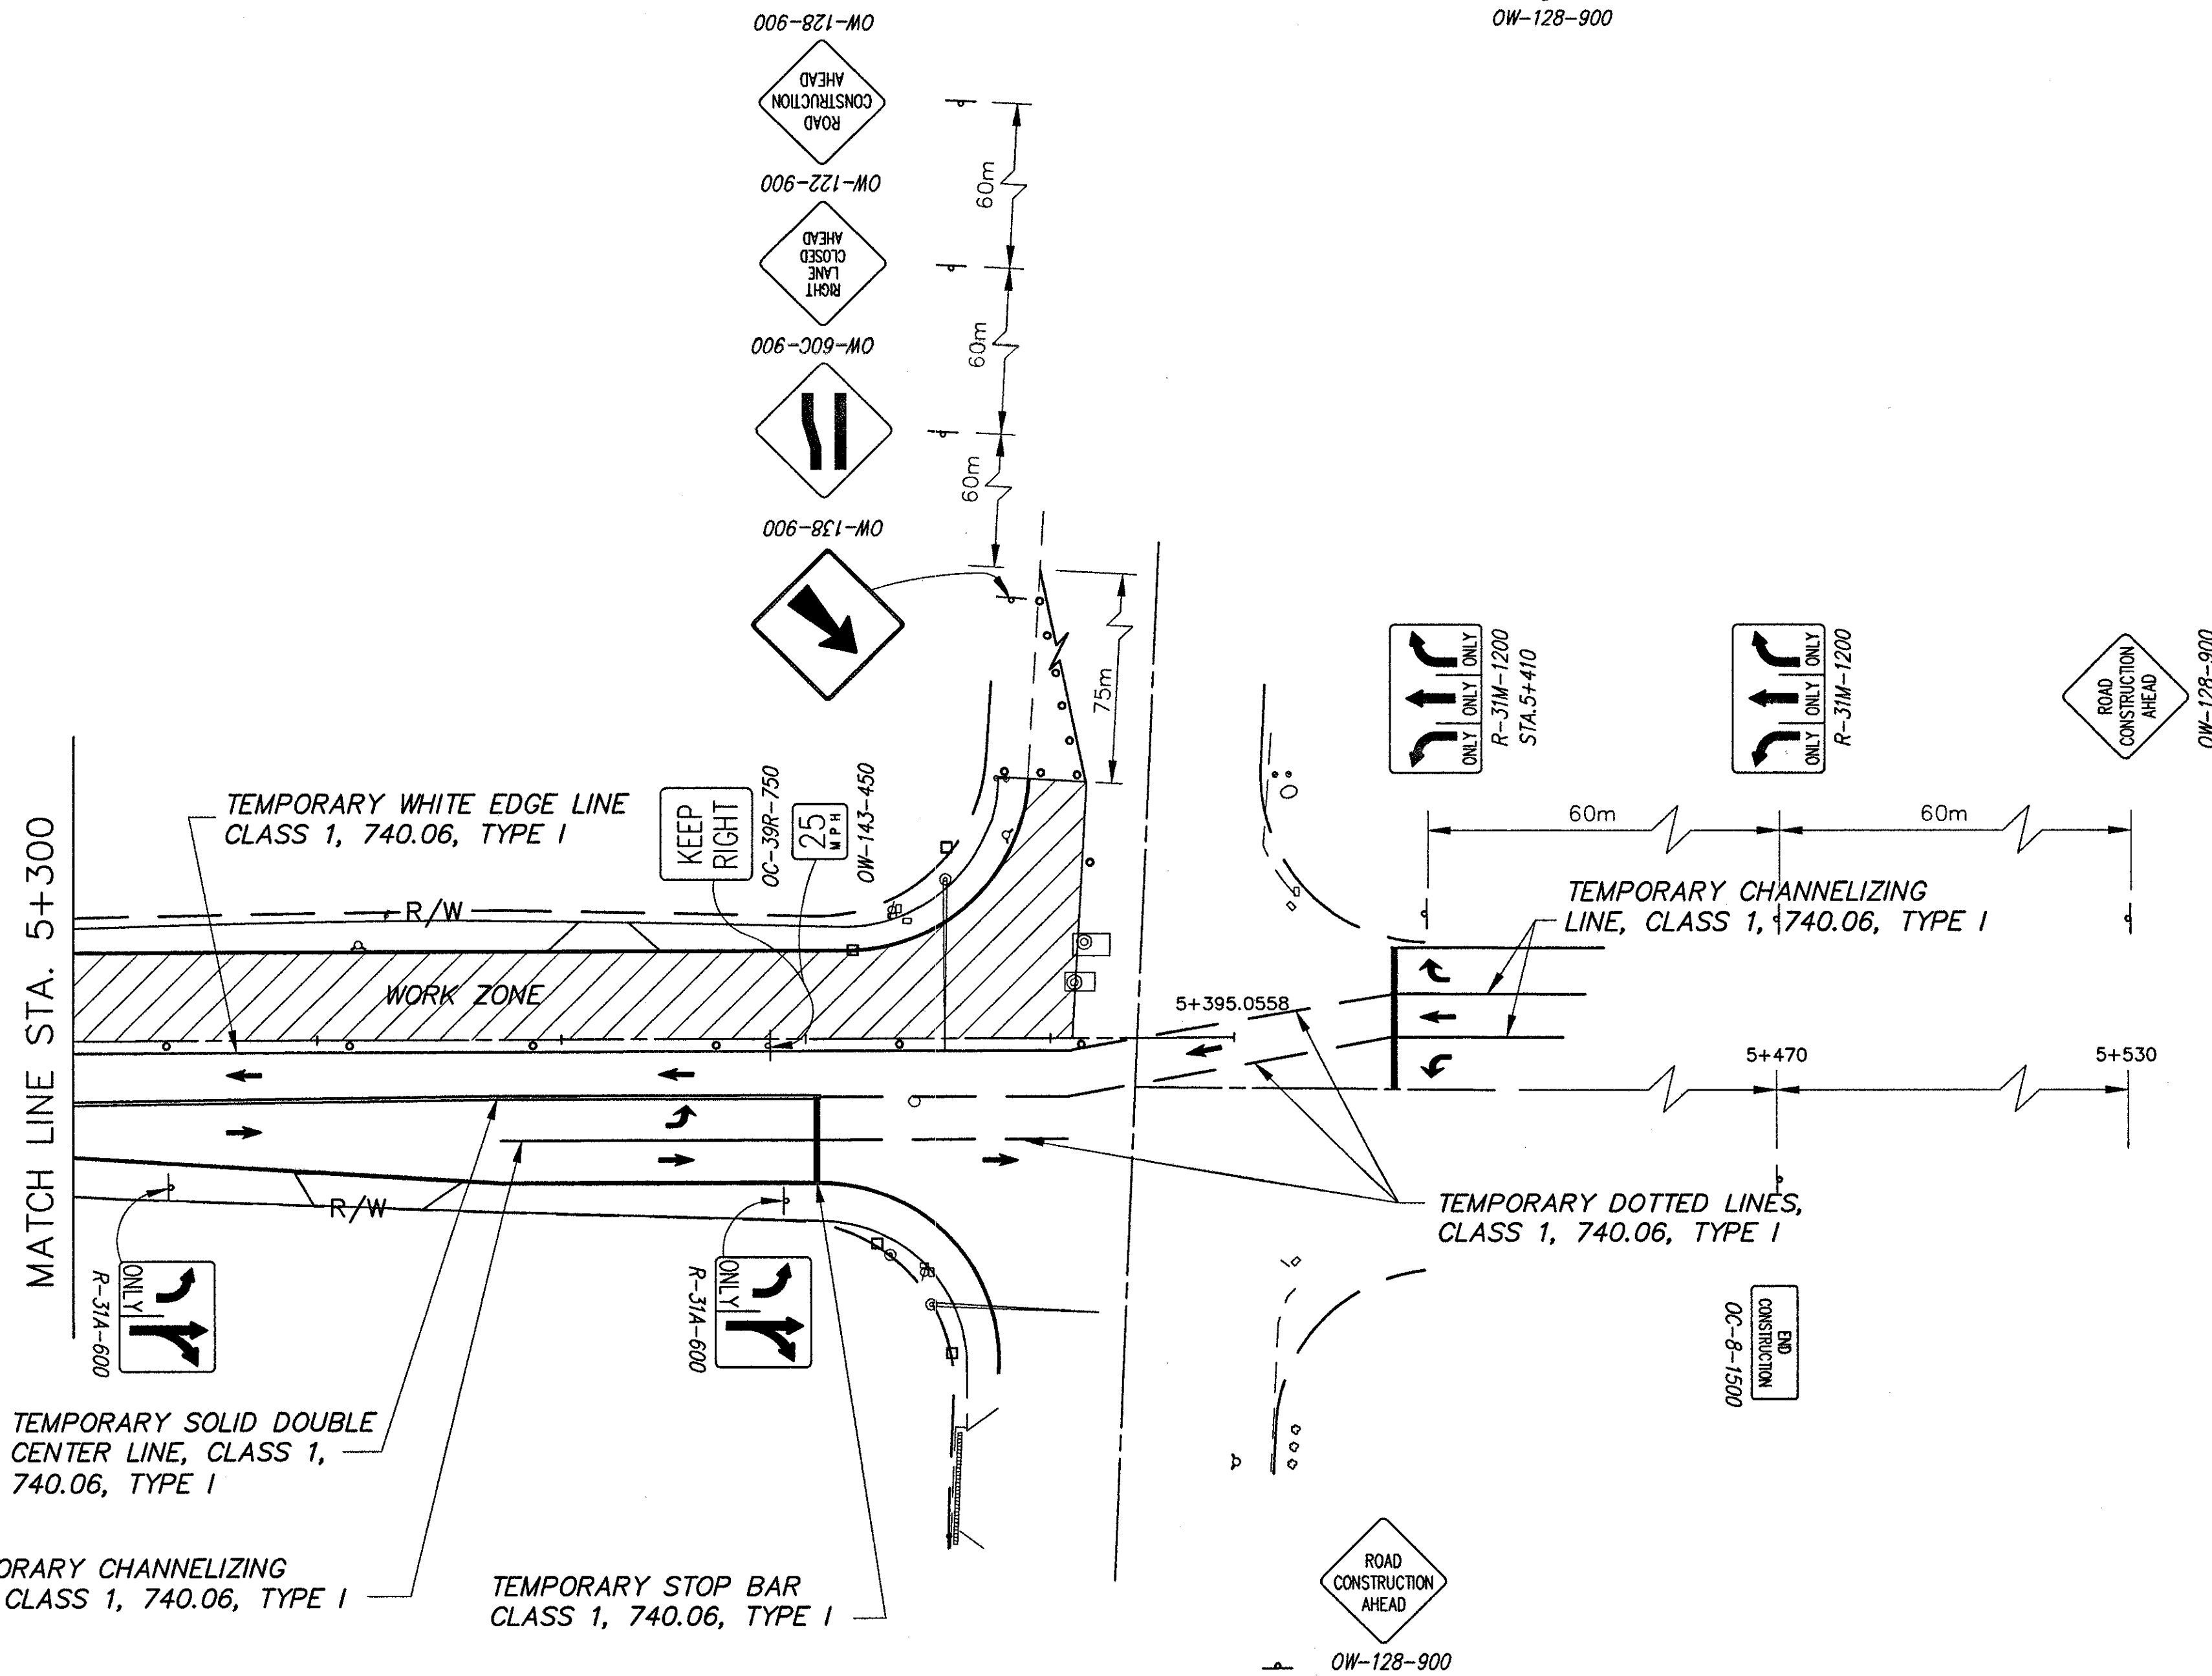 OW-128-900
OW-128-900
ROAD
CONSTRUCTION
AHEAD
60m
OW-122-900
RIGHT
LANE
CLOSED
AHEAD
60m
OW-60C-900
60m
OW-138-900
75m
ONLY ONLY ONLY
R-31M-1200
STA.5+410
ONLY ONLY ONLY
R-31M-1200
ROAD
CONSTRUCTION
AHEAD
OW-128-900
MATCH LINE STA. 5+300
TEMPORARY WHITE EDGE LINE
CLASS 1, 740.06, TYPE I
KEEP
RIGHT
OC-39R-750
25
MPH
OW-143-450
60m
60m
R/W
TEMPORARY CHANNELIZING
LINE, CLASS 1, 740.06, TYPE I
WORK ZONE
5+395.0558
5+470
5+530
R/W
TEMPORARY DOTTED LINES,
CLASS 1, 740.06, TYPE I
ONLY
R-31A-600
ONLY
R-31A-600
END
CONSTRUCTION
OC-8-1500
TEMPORARY SOLID DOUBLE
CENTER LINE, CLASS 1,
740.06, TYPE I
ORARY CHANNELIZING
CLASS 1, 740.06, TYPE I
TEMPORARY STOP BAR
CLASS 1, 740.06, TYPE I
ROAD
CONSTRUCTION
AHEAD
OW-128-900